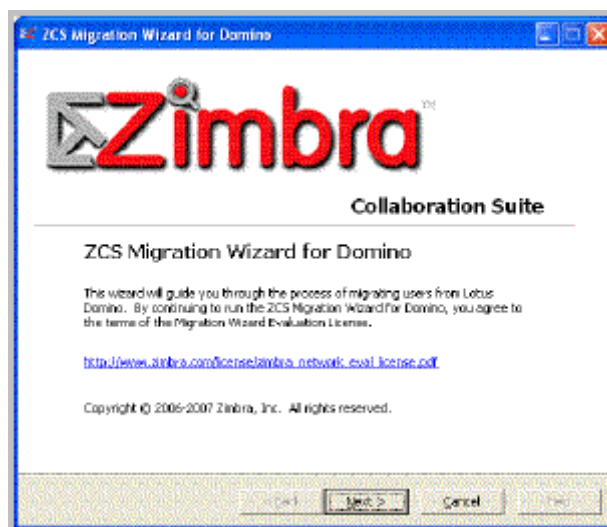 ZCS Migration Wizard for Domino
Zimbra™
Collaboration Suite
ZCS Migration Wizard for Domino
This wizard will guide you through the process of migrating users from Lotus
Domino. By continuing to run the ZCS Migration Wizard for Domino, you agree to
the terms of the Migration Wizard Evaluation License.
http://www.zimbra.com/license/zimbra_network_eval_license.pdf
Copyright © 2006-2007 Zimbra, Inc. All rights reserved.
< Back Next > Cancel Help